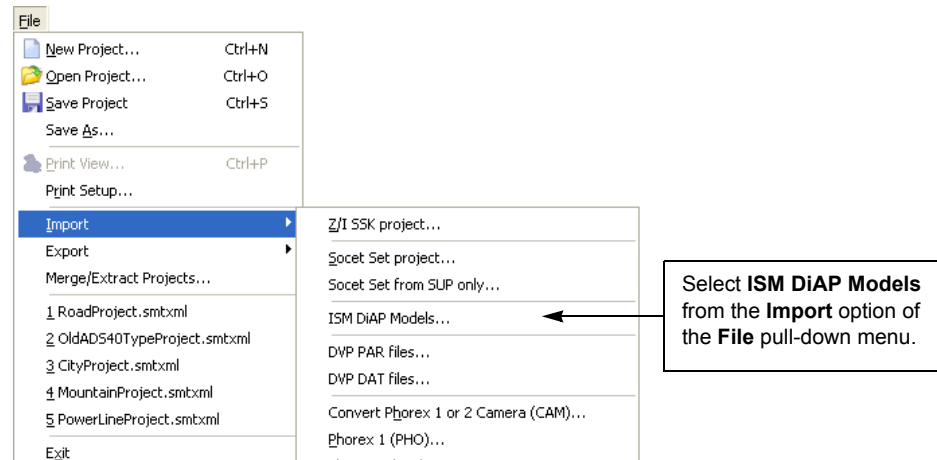 File
New Project... Ctrl+N
Open Project... Ctrl+O
Save Project Ctrl+S
Save As...
Print View... Ctrl+P
Print Setup...
Import
Export
Merge/Extract Projects...
1 RoadProject.smtxml
2 OldADS40TypeProject.smtxml
3 CityProject.smtxml
4 MountainProject.smtxml
5 PowerLineProject.smtxml
Exit
Z/I SSK project...
Socet Set project...
Socet Set from SUP only...
ISM DiAP Models...
DVP PAR files...
DVP DAT files...
Convert Phorex 1 or 2 Camera (CAM)...
Phorex 1 (PHO)...
Select ISM DiAP Models
from the Import option of
the File pull-down menu.